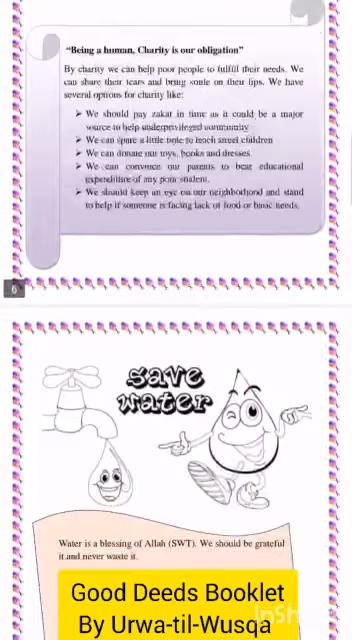 "Being a human, Charity is our obligation"
By charity we can help poor people to fulfill their needs. We
can share their tears and bring smile on their lips. We have
several options for charity like:
➤ We should pay zakat in time as it could be a major
source to help underprivileged community
➤ We can spare a little time to teach street children
➤ We can donate our toys, books and dresses
➤ We can convince our parents to bear educational
expenditure of any poor student.
➤ We should keep an eye on our neighborhood and stand
to help if someone is facing lack of food or basic needs.
6
save
water
Water is a blessing of Allah (SWT). We should be grateful
it and never waste it.
Good Deeds Booklet
By Urwa-til-Wusqa
InSh